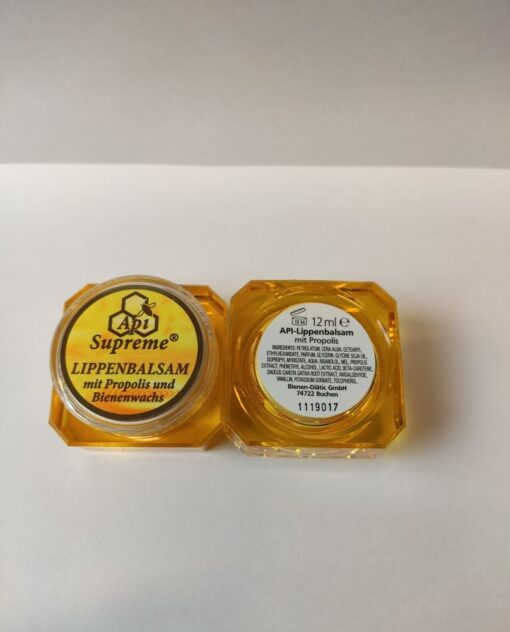 Api
Supreme®
LIPPENBALSAM
mit Propolis und
Bienenwachs
12 M 12 ml ℮
API-Lippenbalsam
mit Propolis
INGREDIENTS: PETROLATUM, CERA ALBA, CETEARYL
ETHYLHEXANOATE, PARFUM, GLYCERIN, GLYCINE SOJA OIL,
ISOPROPYL MYRISTATE, AQUA, BISABOLOL, MEL, PROPOLIS
EXTRACT, PHENETHYL ALCOHOL, LACTIC ACID, BETA-CAROTENE,
DAUCUS CAROTA SATIVA ROOT EXTRACT, ANISALDEHYDE,
VANILLIN, POTASSIUM SORBATE, TOCOPHEROL.
Bienen-Diätic GmbH
74722 Buchen
1119017